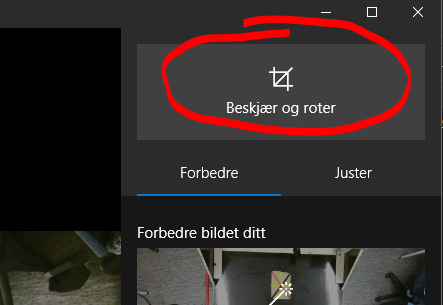 Beskjær og roter
Forbedre Juster
Forbedre bildet ditt